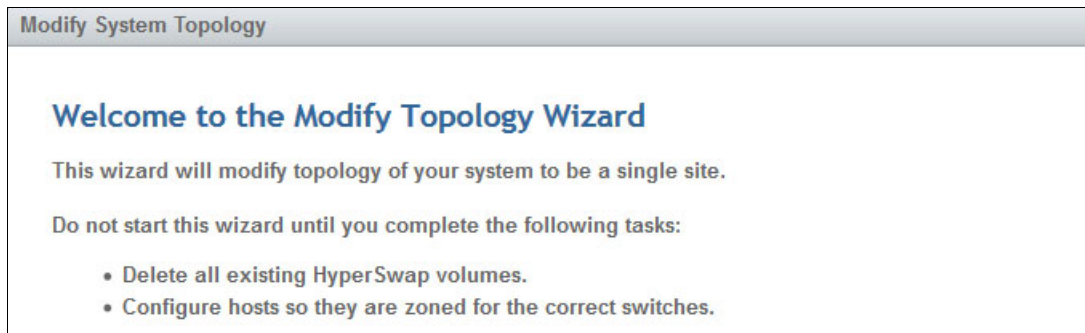 Modify System Topology
Welcome to the Modify Topology Wizard
This wizard will modify topology of your system to be a single site.
Do not start this wizard until you complete the following tasks:
• Delete all existing HyperSwap volumes.
• Configure hosts so they are zoned for the correct switches.